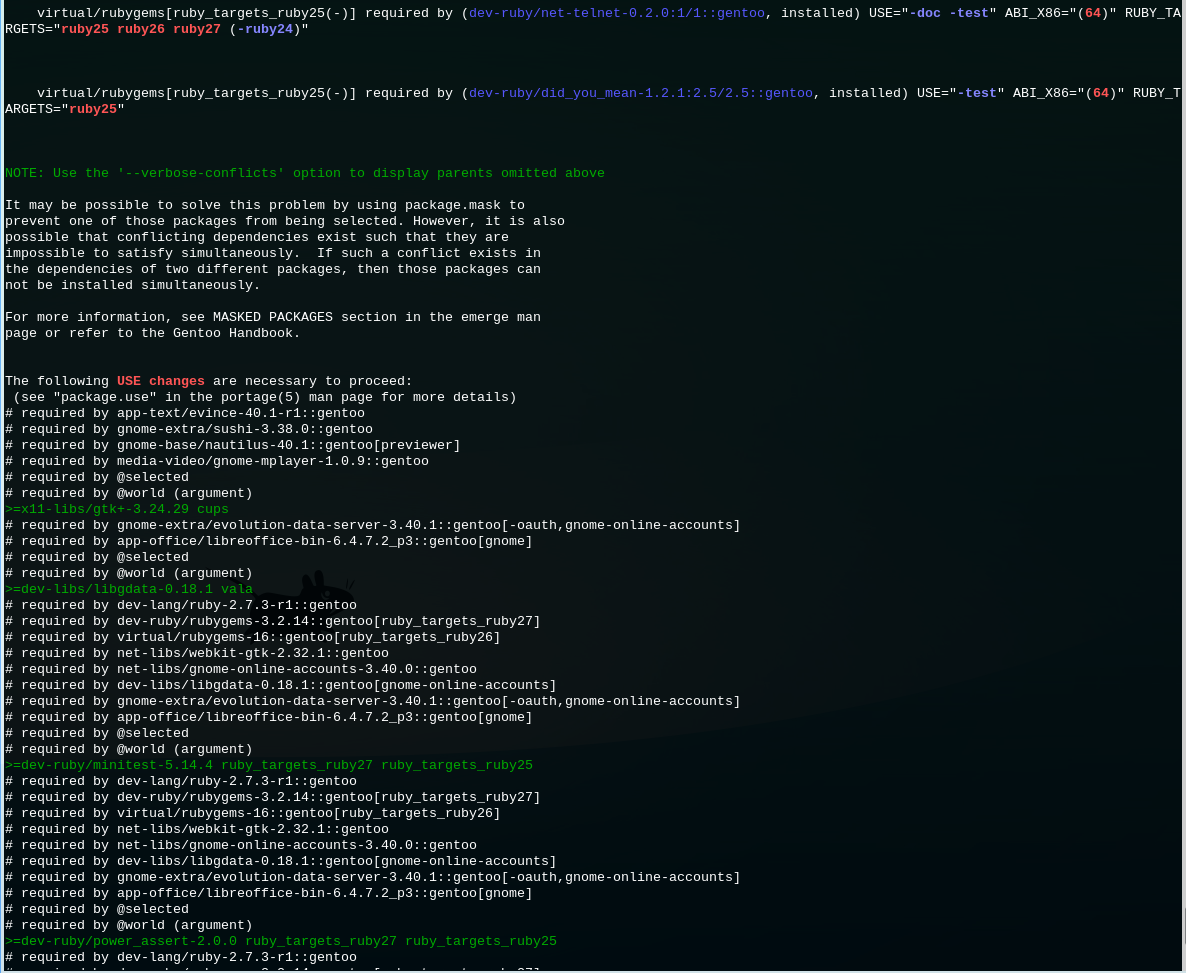 virtual/rubygems[ruby_targets_ruby25(-)] required by (dev-ruby/net-telnet-0.2.0:1/1::gentoo, installed) USE="-doc -test" ABI_X86="(64)" RUBY_TA
RGETS="ruby25 ruby26 ruby27 (-ruby24)"
virtual/rubygems[ruby_targets_ruby25(-)] required by (dev-ruby/did_you_mean-1.2.1:2.5/2.5::gentoo, installed) USE="-test" ABI_X86="(64)" RUBY_T
ARGETS="ruby25"
NOTE: Use the '--verbose-conflicts' option to display parents omitted above
It may be possible to solve this problem by using package.mask to
prevent one of those packages from being selected. However, it is also
possible that conflicting dependencies exist such that they are
impossible to satisfy simultaneously.  If such a conflict exists in
the dependencies of two different packages, then those packages can
not be installed simultaneously.
For more information, see MASKED PACKAGES section in the emerge man
page or refer to the Gentoo Handbook.
The following USE changes are necessary to proceed:
 (see "package.use" in the portage(5) man page for more details)
# required by app-text/evince-40.1-r1::gentoo
# required by gnome-extra/sushi-3.38.0::gentoo
# required by gnome-base/nautilus-40.1::gentoo[previewer]
# required by media-video/gnome-mplayer-1.0.9::gentoo
# required by @selected
# required by @world (argument)
>=x11-libs/gtk+-3.24.29 cups
# required by gnome-extra/evolution-data-server-3.40.1::gentoo[-oauth,gnome-online-accounts]
# required by app-office/libreoffice-bin-6.4.7.2_p3::gentoo[gnome]
# required by @selected
# required by @world (argument)
>=dev-libs/libgdata-0.18.1 vala
# required by dev-lang/ruby-2.7.3-r1::gentoo
# required by dev-ruby/rubygems-3.2.14::gentoo[ruby_targets_ruby27]
# required by virtual/rubygems-16::gentoo[ruby_targets_ruby26]
# required by net-libs/webkit-gtk-2.32.1::gentoo
# required by net-libs/gnome-online-accounts-3.40.0::gentoo
# required by dev-libs/libgdata-0.18.1::gentoo[gnome-online-accounts]
# required by gnome-extra/evolution-data-server-3.40.1::gentoo[-oauth,gnome-online-accounts]
# required by app-office/libreoffice-bin-6.4.7.2_p3::gentoo[gnome]
# required by @selected
# required by @world (argument)
>=dev-ruby/minitest-5.14.4 ruby_targets_ruby27 ruby_targets_ruby25
# required by dev-lang/ruby-2.7.3-r1::gentoo
# required by dev-ruby/rubygems-3.2.14::gentoo[ruby_targets_ruby27]
# required by virtual/rubygems-16::gentoo[ruby_targets_ruby26]
# required by net-libs/webkit-gtk-2.32.1::gentoo
# required by net-libs/gnome-online-accounts-3.40.0::gentoo
# required by dev-libs/libgdata-0.18.1::gentoo[gnome-online-accounts]
# required by gnome-extra/evolution-data-server-3.40.1::gentoo[-oauth,gnome-online-accounts]
# required by app-office/libreoffice-bin-6.4.7.2_p3::gentoo[gnome]
# required by @selected
# required by @world (argument)
>=dev-ruby/power_assert-2.0.0 ruby_targets_ruby27 ruby_targets_ruby25
# required by dev-lang/ruby-2.7.3-r1::gentoo